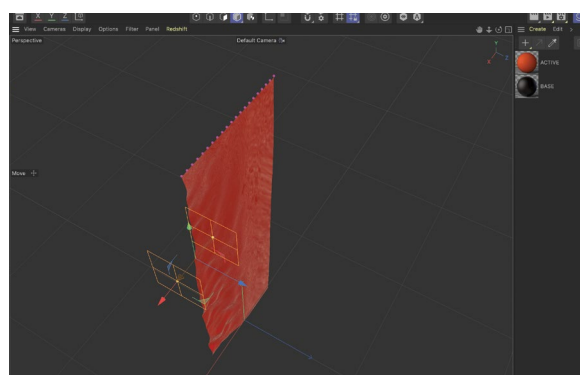 X Y Z
View Cameras Display Options Filter Panel Redshift
Create Edit
Perspective
Default Camera
Y
X Z
ACTIVE
BASE
Move